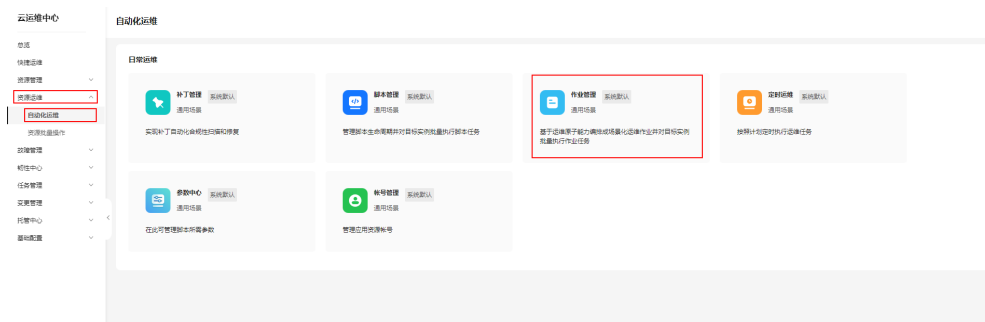 云运维中心
自动化运维
总览
快捷运维
资源管理
资源运维
自动化运维
资源批量操作
故障管理
韧性中心
任务管理
变更管理
托管中心
基础配置
日常运维
补丁管理 系统默认
通用场景
实现补丁自动化合规性扫描和修复
脚本管理 系统默认
通用场景
管理脚本生命周期并对目标实例批量执行脚本任务
作业管理 系统默认
通用场景
基于运维原子能力编排成场景化运维作业并对目标实例
批量执行作业任务
定时运维 系统默认
通用场景
按照计划定时执行运维任务
参数中心 系统默认
通用场景
在此可管理脚本所需参数
帐号管理 系统默认
通用场景
管理应用资源帐号